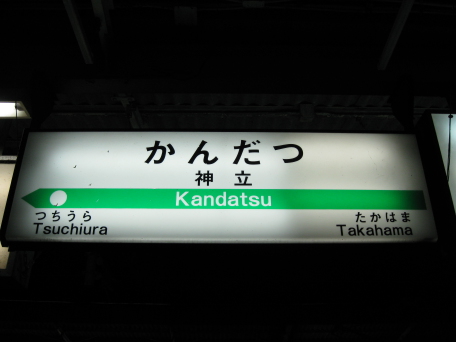 かんだつ
神立
Kandatsu
つちうら
Tsuchiura
たかはま
Takahama